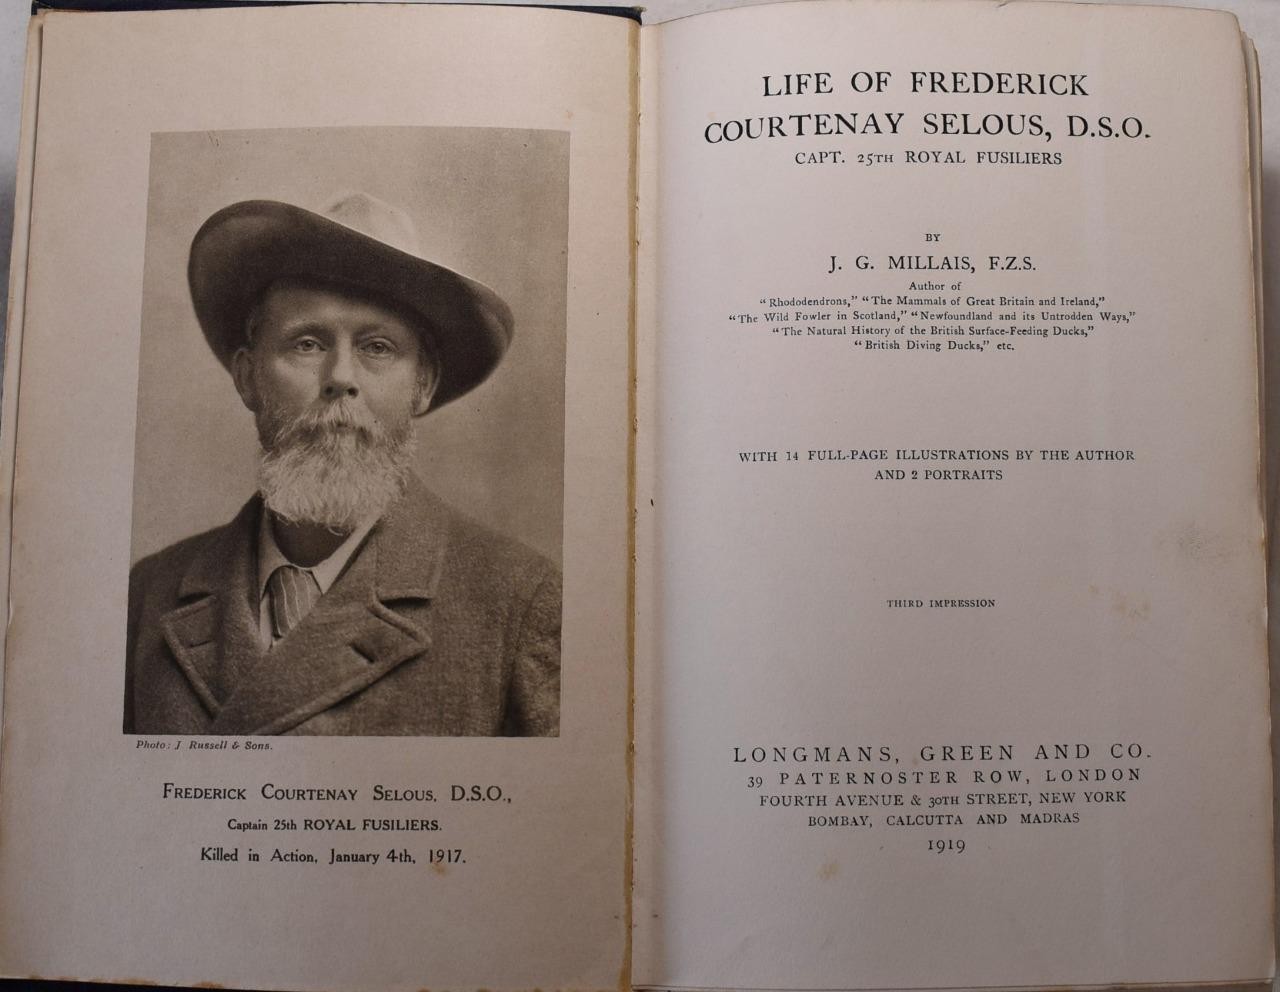 Photo: J Russell & Sons.
FREDERICK COURTENAY SELOUS, D.S.O.,
Captain 25th ROYAL FUSILIERS.
Killed in Action, January 4th, 1917.
LIFE OF FREDERICK
COURTENAY SELOUS, D.S.O.
CAPT. 25TH ROYAL FUSILIERS
BY
J. G. MILLAIS, F.Z.S.
Author of
"Rhododendrons," "The Mammals of Great Britain and Ireland,"
"The Wild Fowler in Scotland," "Newfoundland and its Untrodden Ways,"
"The Natural History of the British Surface-Feeding Ducks,"
"British Diving Ducks," etc.
WITH 14 FULL-PAGE ILLUSTRATIONS BY THE AUTHOR
AND 2 PORTRAITS
THIRD IMPRESSION
LONGMANS, GREEN AND CO.
39 PATERNOSTER ROW, LONDON
FOURTH AVENUE & 30TH STREET, NEW YORK
BOMBAY, CALCUTTA AND MADRAS
1919